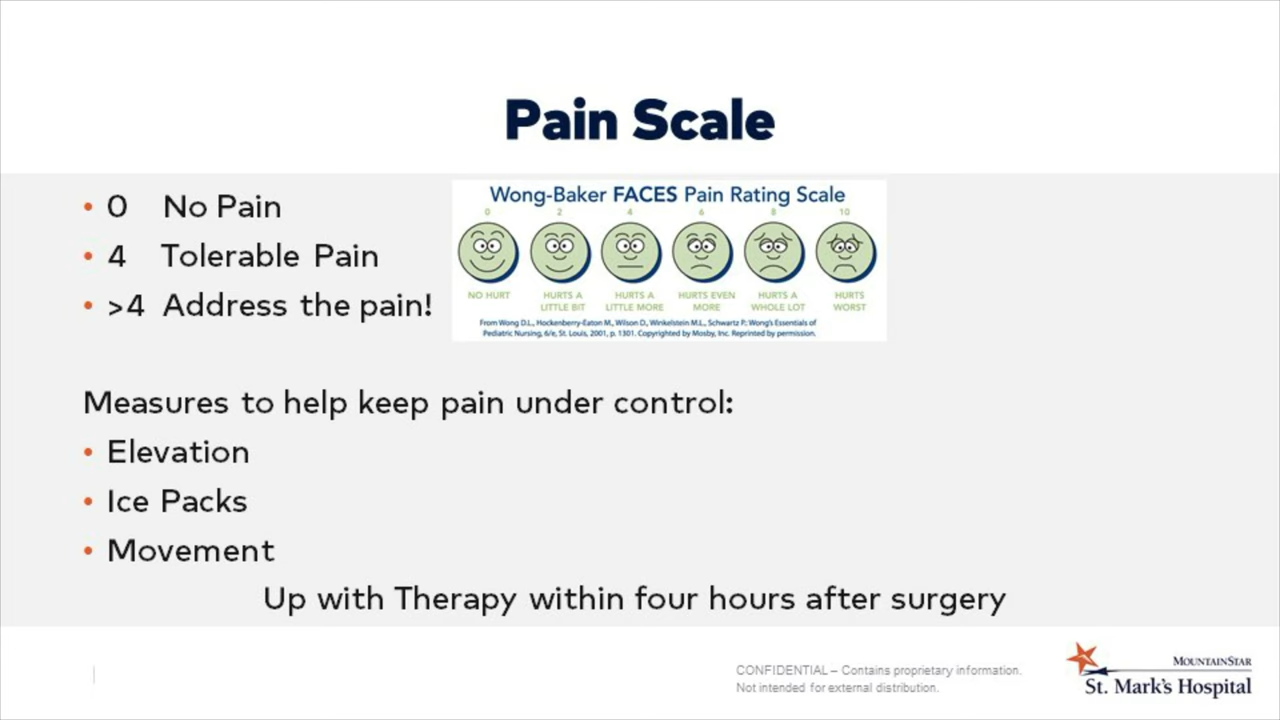 Pain Scale
• 0 No Pain
• 4 Tolerable Pain
• >4 Address the pain!
Wong-Baker FACES Pain Rating Scale
0 2 4 6 8 10
NO HURT HURTS A LITTLE BIT HURTS A LITTLE MORE HURTS EVEN MORE HURTS A WHOLE LOT HURTS WORST
From Wong D.L., Hockenberry-Eaton M., Wilson D., Winkelstein M.L., Schwartz P.: Wong's Essentials of
Pediatric Nursing, 6/e, St. Louis, 2001, p. 1301. Copyrighted by Mosby, Inc. Reprinted by permission.
Measures to help keep pain under control:
• Elevation
• Ice Packs
• Movement
Up with Therapy within four hours after surgery
CONFIDENTIAL – Contains proprietary information.
Not intended for external distribution.
MOUNTAINSTAR
St. Mark's Hospital